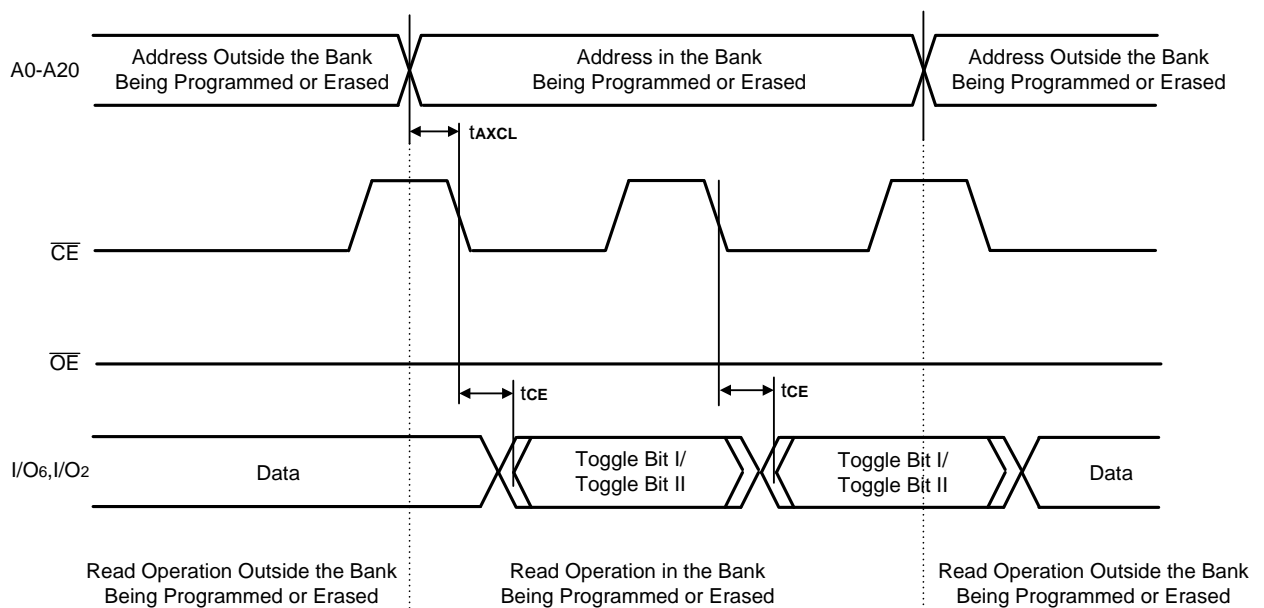 A0-A20
Address Outside the Bank
Being Programmed or Erased
Address in the Bank
Being Programmed or Erased
Address Outside the Bank
Being Programmed or Erased
tAXCL
CE
OE
tCE
tCE
I/O6,I/O2
Data
Toggle Bit I/
Toggle Bit II
Toggle Bit I/
Toggle Bit II
Data
Read Operation Outside the Bank
Being Programmed or Erased
Read Operation in the Bank
Being Programmed or Erased
Read Operation Outside the Bank
Being Programmed or Erased